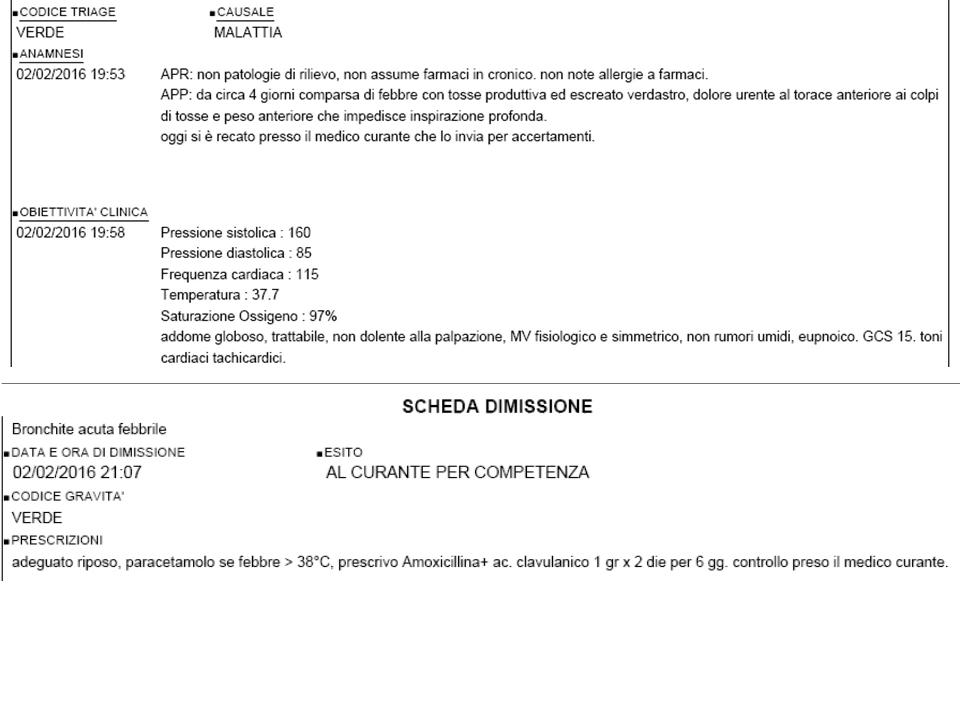 CODICE TRIAGE CAUSALE
VERDE MALATTIA
ANAMNESI
02/02/2016 19:53 APR: non patologie di rilievo, non assume farmaci in cronico. non note allergie a farmaci.
APP: da circa 4 giorni comparsa di febbre con tosse produttiva ed escreato verdastro, dolore urente al torace anteriore ai colpi
di tosse e peso anteriore che impedisce inspirazione profonda.
oggi si è recato presso il medico curante che lo invia per accertamenti.
OBIETTIVITA' CLINICA
02/02/2016 19:58 Pressione sistolica : 160
Pressione diastolica : 85
Frequenza cardiaca : 115
Temperatura : 37.7
Saturazione Ossigeno : 97%
addome globoso, trattabile, non dolente alla palpazione, MV fisiologico e simmetrico, non rumori umidi, eupnoico. GCS 15. toni
cardiaci tachicardici.
SCHEDA DIMISSIONE
Bronchite acuta febbrile
DATA E ORA DI DIMISSIONE ESITO
02/02/2016 21:07 AL CURANTE PER COMPETENZA
CODICE GRAVITA'
VERDE
PRESCRIZIONI
adeguato riposo, paracetamolo se febbre > 38°C, prescrivo Amoxicillina+ ac. clavulanico 1 gr x 2 die per 6 gg. controllo preso il medico curante.